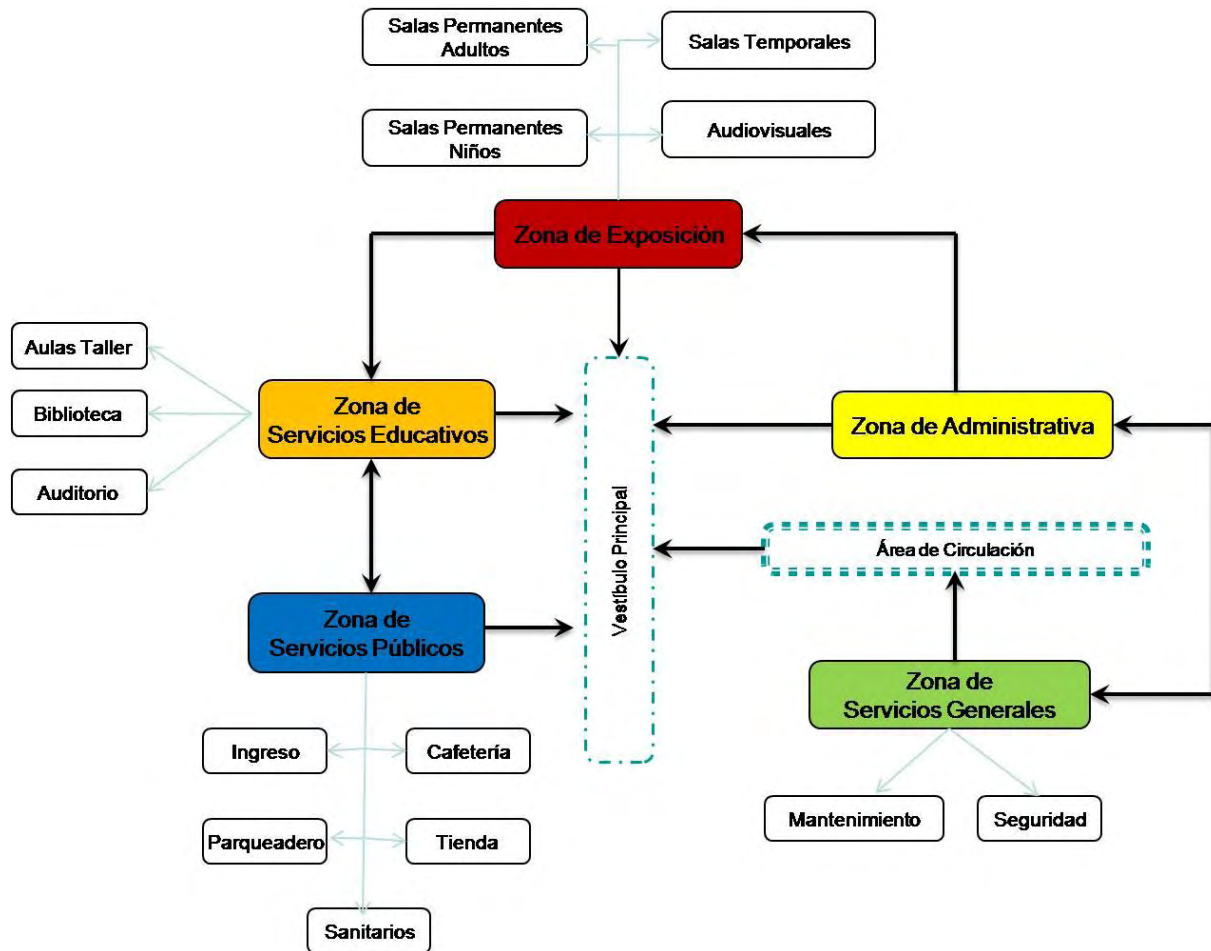 Salas Permanentes
Adultos
Salas Temporales
Salas Permanentes
Niños
Audiovisuales
Zona de Exposición
Aulas Taller
Biblioteca
Auditorio
Zona de
Servicios Educativos
Vestíbulo Principal
Zona de Administrativa
Área de Circulación
Zona de
Servicios Públicos
Zona de
Servicios Generales
Ingreso
Cafetería
Parqueadero
Tienda
Sanitarios
Mantenimiento
Seguridad